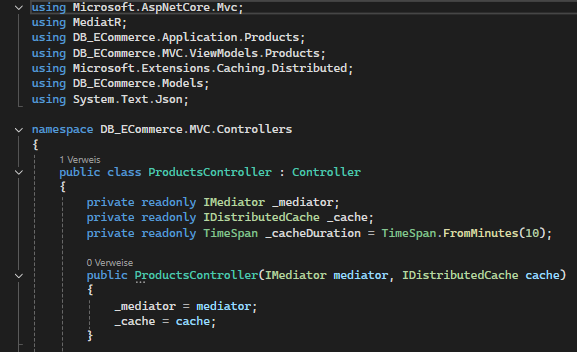 using Microsoft.AspNetCore.Mvc;
using MediatR;
using DB_ECommerce.Application.Products;
using DB_ECommerce.MVC.ViewModels.Products;
using Microsoft.Extensions.Caching.Distributed;
using DB_ECommerce.Models;
using System.Text.Json;
namespace DB_ECommerce.MVC.Controllers
{
1 Verweis
public class ProductsController : Controller
{
private readonly IMediator _mediator;
private readonly IDistributedCache _cache;
private readonly TimeSpan _cacheDuration = TimeSpan.FromMinutes(10);
0 Verweise
public ProductsController(IMediator mediator, IDistributedCache cache)
{
_mediator = mediator;
_cache = cache;
}